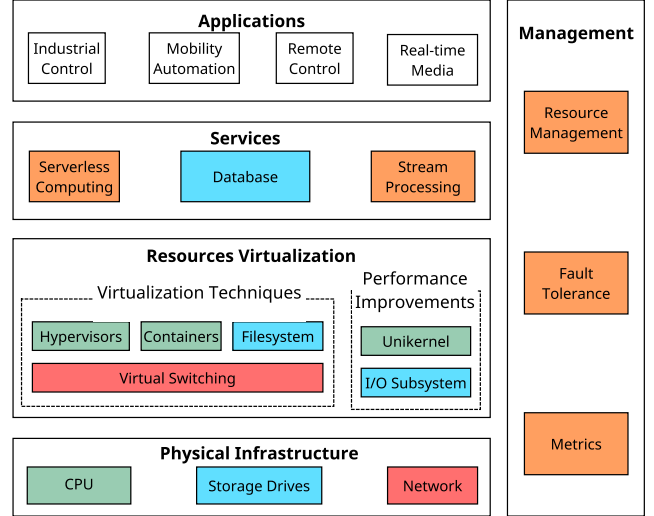 Applications
Industrial
Control
Mobility
Automation
Remote
Control
Real-time
Media
Services
Serverless
Computing
Database
Stream
Processing
Resources Virtualization
Virtualization Techniques
Hypervisors
Containers
Filesystem
Virtual Switching
Performance
Improvements
Unikernel
I/O Subsystem
Physical Infrastructure
CPU
Storage Drives
Network
Management
Resource
Management
Fault
Tolerance
Metrics